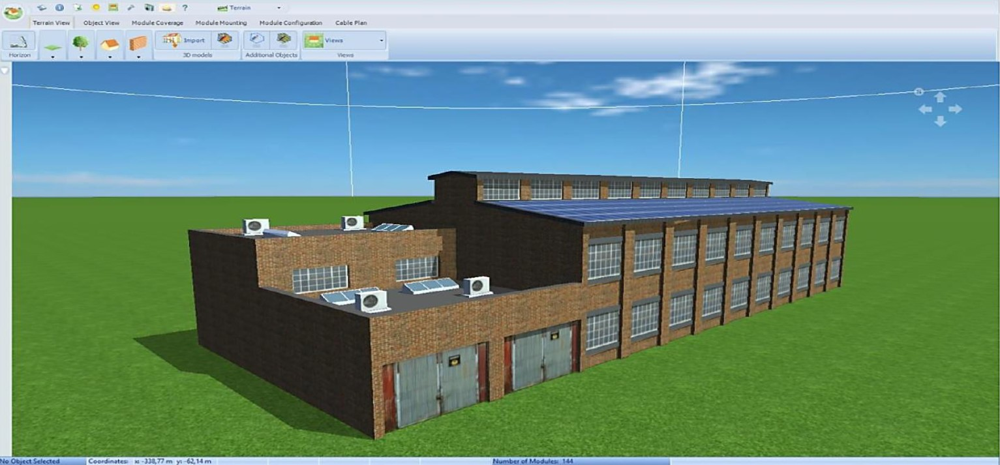 ? Terrain
Terrain View Object View Module Coverage Module Mounting Module Configuration Cable Plan
Import Views
Horizon 3D models Additional Objects Views
No Object Selected Coordinates: x: -338,77 m y: -62,14 m Number of Modules: 144